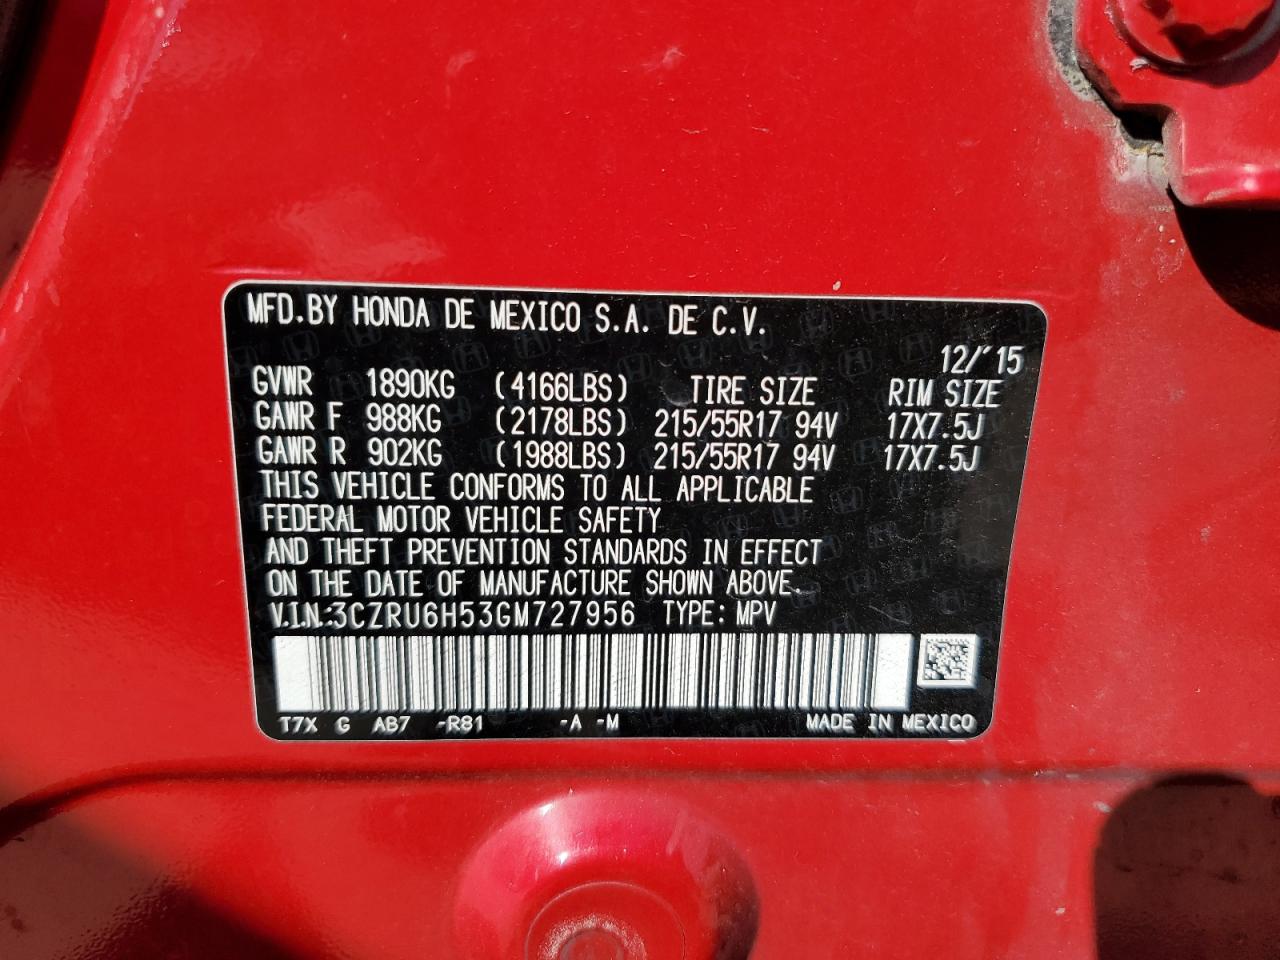 MFD.BY HONDA DE MEXICO S.A. DE C.V.
12/'15
GVWR 1890KG (4166LBS) TIRE SIZE RIM SIZE
GAWR F 988KG (2178LBS) 215/55R17 94V 17X7.5J
GAWR R 902KG (1988LBS) 215/55R17 94V 17X7.5J
THIS VEHICLE CONFORMS TO ALL APPLICABLE
FEDERAL MOTOR VEHICLE SAFETY
AND THEFT PREVENTION STANDARDS IN EFFECT
ON THE DATE OF MANUFACTURE SHOWN ABOVE.
V.I.N.:3CZRU6H53GM727956 TYPE: MPV
T7X G AB7 -R81 -A -M MADE IN MEXICO